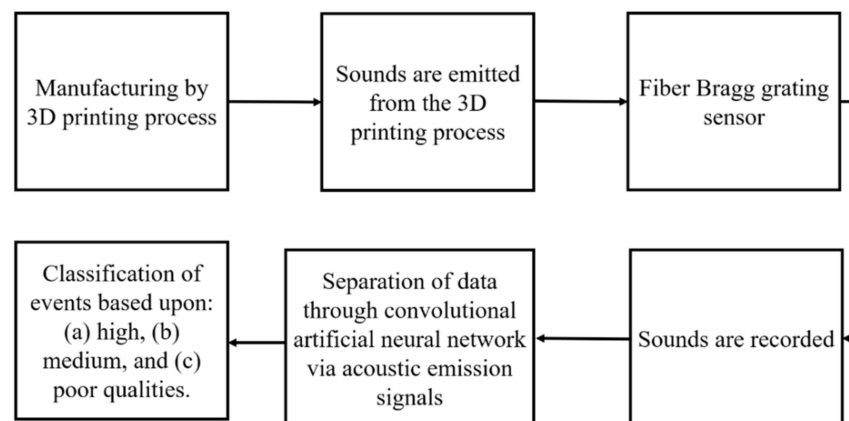 Manufacturing by
3D printing process
Sounds are emitted
from the 3D
printing process
Fiber Bragg grating
sensor
Sounds are recorded
Separation of data
through convolutional
artificial neural network
via acoustic emission
signals
Classification of
events based upon:
(a) high, (b)
medium, and (c)
poor qualities.